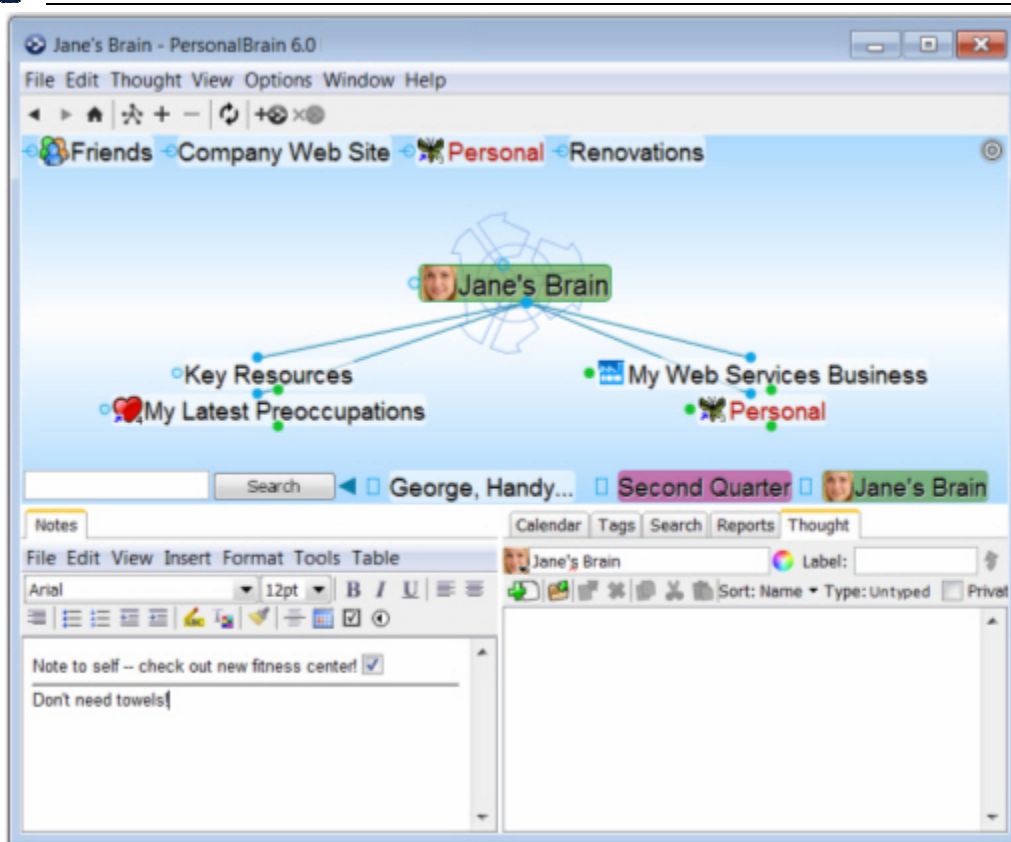 Jane's Brain - PersonalBrain 6.0
File Edit Thought View Options Window Help
Friends Company Web Site Personal Renovations
Jane's Brain
Key Resources My Web Services Business
My Latest Preoccupations Personal
Search George, Handy... Second Quarter Jane's Brain
Notes Calendar Tags Search Reports Thought
File Edit View Insert Format Tools Table Jane's Brain Label:
Arial 12pt B I U Sort: Name Type: Untyped Privat
Note to self – check out new fitness center!
Don't need towels!